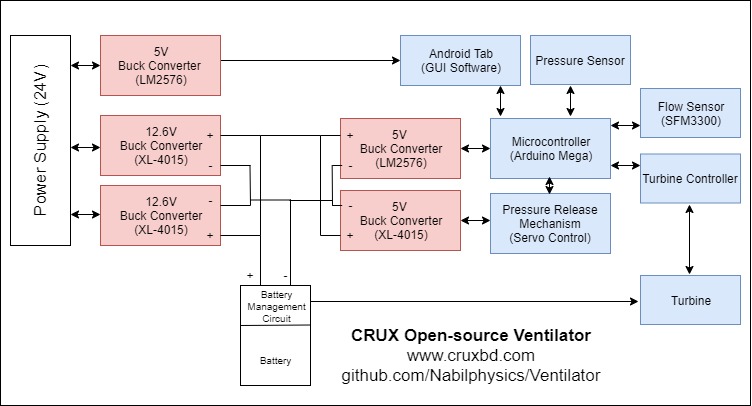 Power Supply (24V)
5V
Buck Converter
(LM2576)
12.6V
Buck Converter
(XL-4015)
+
-
12.6V
Buck Converter
(XL-4015)
-
+
5V
Buck Converter
(LM2576)
+
-
5V
Buck Converter
(XL-4015)
-
+
Android Tab
(GUI Software)
Pressure Sensor
Flow Sensor
(SFM3300)
Microcontroller
(Arduino Mega)
Turbine Controller
Pressure Release
Mechanism
(Servo Control)
Turbine
+ -
Battery
Management
Circuit
Battery
CRUX Open-source Ventilator
www.cruxbd.com
github.com/Nabilphysics/Ventilator